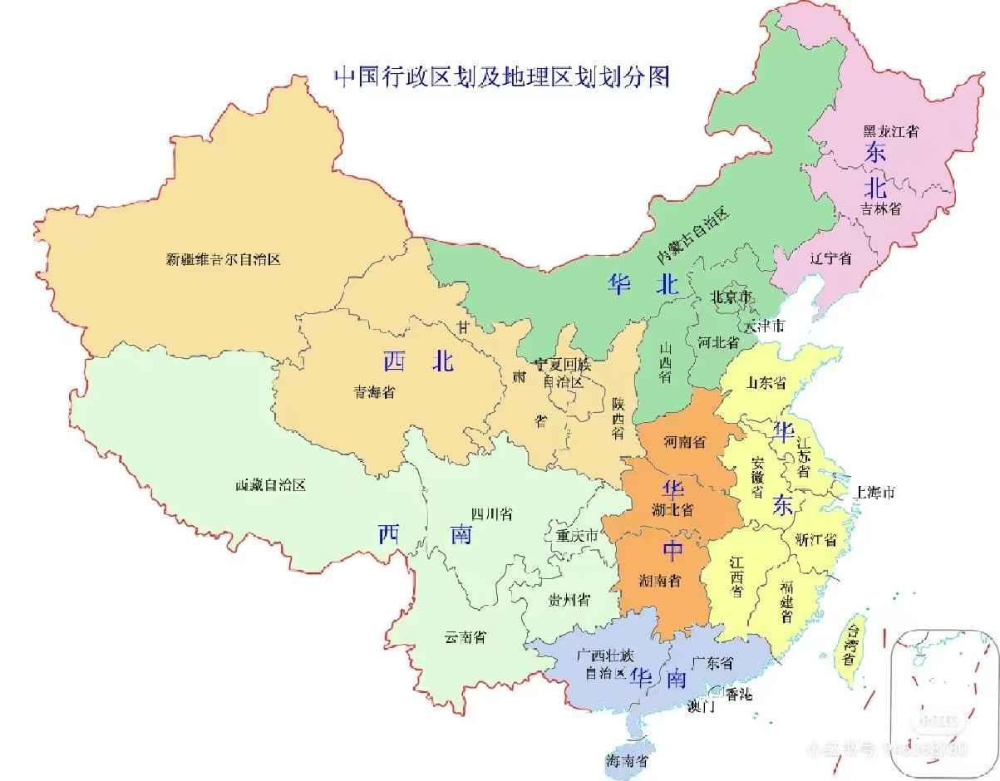 中国行政区划及地理区划划分图
黑龙江省
东
北
吉林省
辽宁省
内蒙古自治区
华北
北京市
天津市
河北省
山西省
新疆维吾尔自治区
西北
甘
肃
省
宁夏回族
自治区
青海省
陕西省
山东省
河南省
华
东
江苏省
安徽省
上海市
浙江省
江西省
福建省
台湾省
华
中
湖北省
湖南省
西藏自治区
西南
四川省
重庆市
贵州省
云南省
广西壮族
自治区
华南
广东省
香港
澳门
海南省
小红书
小红书号